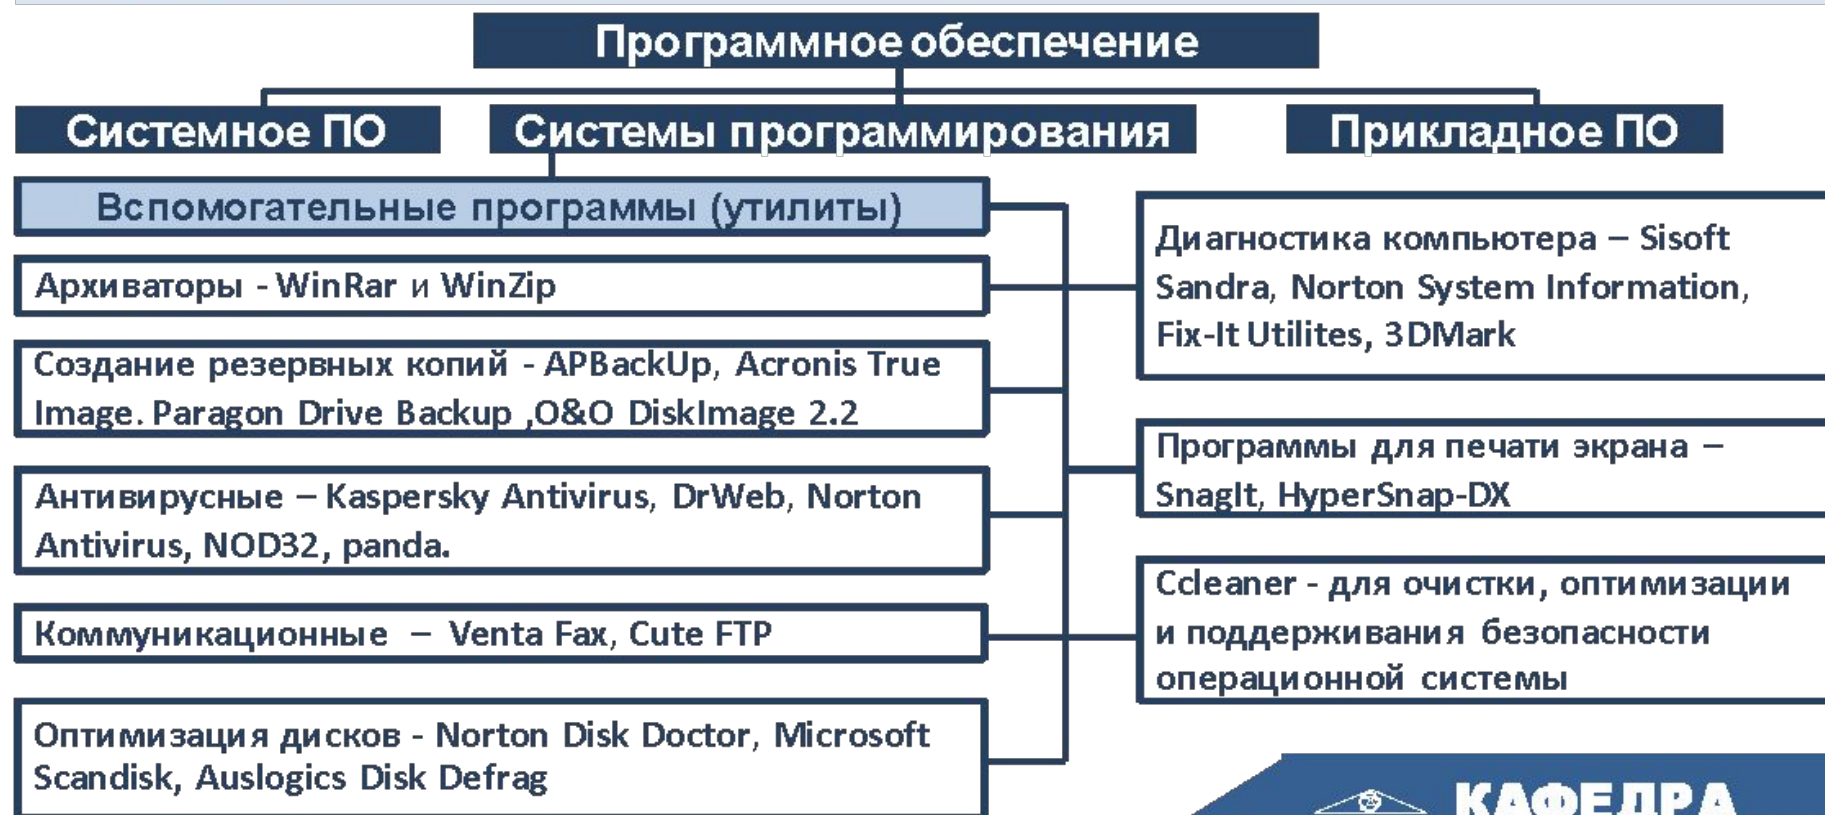 Программное обеспечение
Системное ПО
Системы программирования
Прикладное ПО
Вспомогательные программы (утилиты)
Архиваторы - WinRar и WinZip
Создание резервных копий - APBackUp, Acronis True
Image. Paragon Drive Backup ,O&O DiskImage 2.2
Антивирусные – Kaspersky Antivirus, DrWeb, Norton
Antivirus, NOD32, panda.
Коммуникационные – Venta Fax, Cute FTP
Оптимизация дисков - Norton Disk Doctor, Microsoft
Scandisk, Auslogics Disk Defrag
Диагностика компьютера – Sisoft
Sandra, Norton System Information,
Fix-It Utilites, 3DMark
Программы для печати экрана –
SnagIt, HyperSnap-DX
Ccleaner - для очистки, оптимизации
и поддерживания безопасности
операционной системы
КАФЕДРА